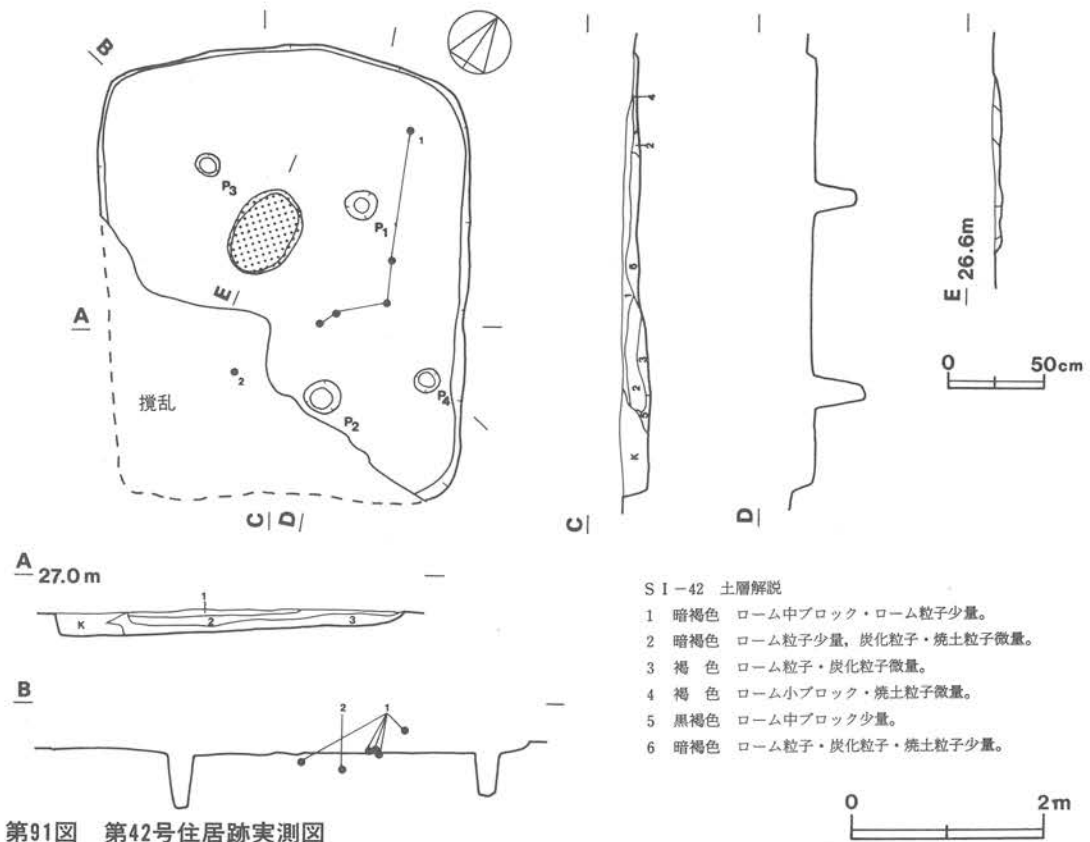 B
1
P3
P1
E
A
2
攪乱
P2
P4
C D
A 27.0m
1
K
2
3
B
2
1
4
2
6
1
3
2
5
K
C
D
E 26.6m
0 50cm
SI-42 土層解説
1 暗褐色 ローム中ブロック・ローム粒子少量。
2 暗褐色 ローム粒子少量，炭化粒子・焼土粒子微量。
3 褐 色 ローム粒子・炭化粒子微量。
4 褐 色 ローム小ブロック・焼土粒子微量。
5 黒褐色 ローム中ブロック少量。
6 暗褐色 ローム粒子・炭化粒子・焼土粒子少量。
0 2m
第91図 第42号住居跡実測図